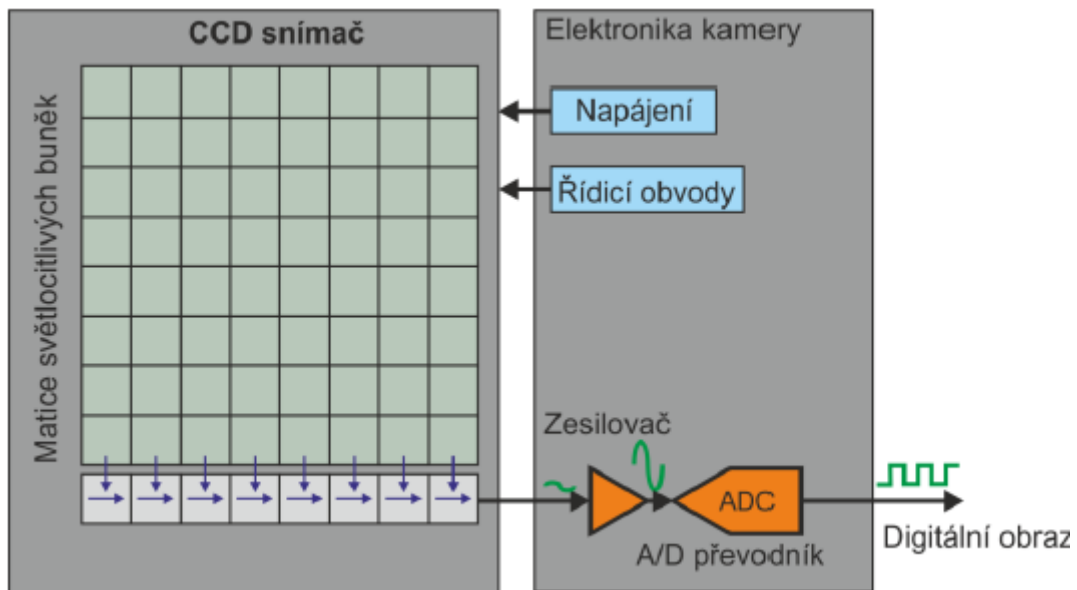 CCD snímač
Matice světlocitlivých buněk
Elektronika kamery
Napájení
Řídicí obvody
Zesilovač
ADC
A/D převodník
Digitální obraz